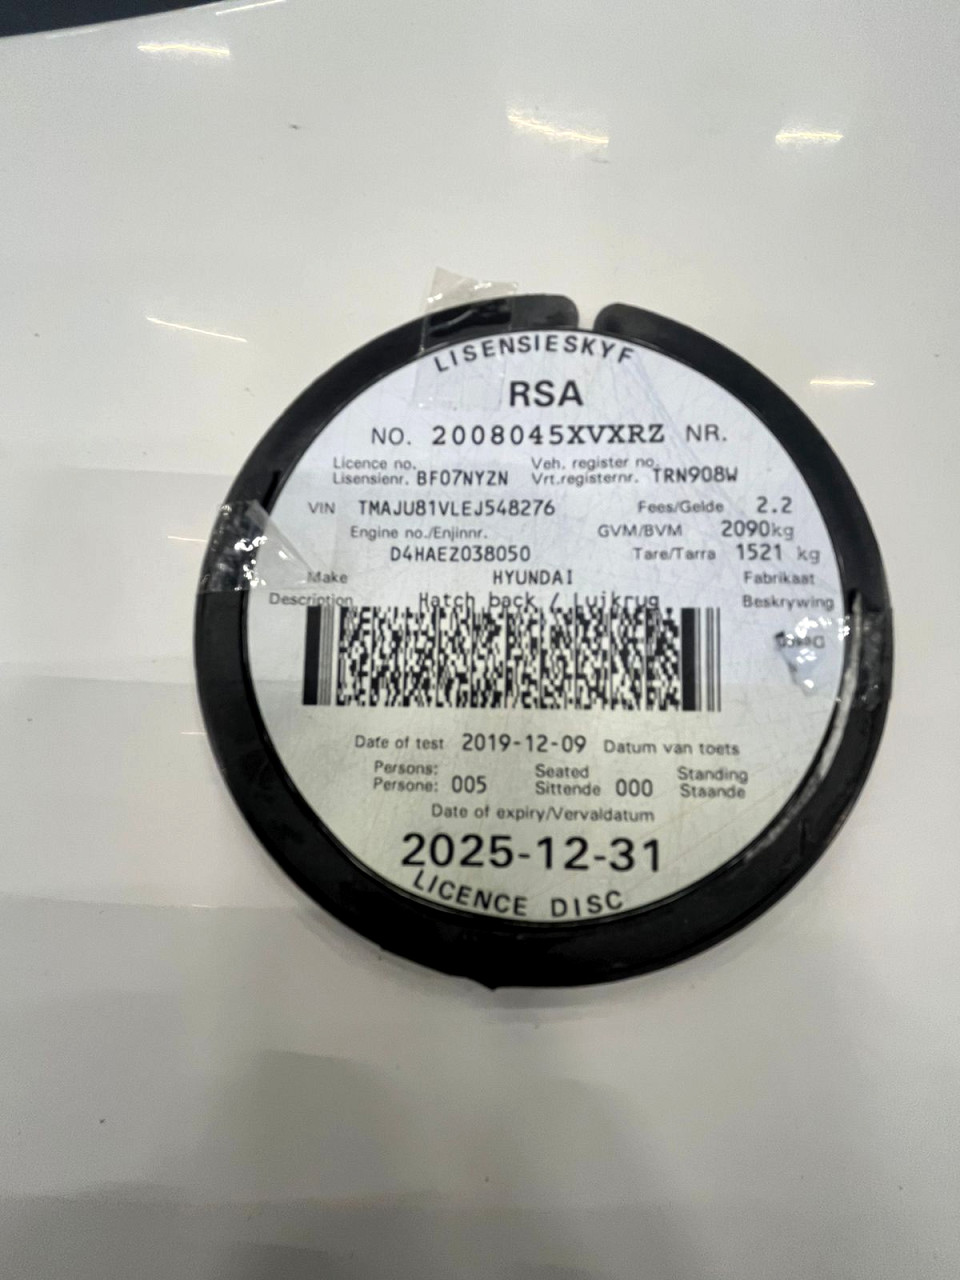 LISENSIESKYF
RSA
NO. 2008045XVXRZ NR.
Licence no. Veh. register no.
Lisensienr. BF07NYZN Vrt.registernr. TRN908W
VIN TMAJU81VLEJ548276 Fees/Gelde 2.2
Engine no./Enjinnr. GVM/BVM 2090kg
D4HAEZ038050 Tare/Tarra 1521 kg
Make HYUNDAI Fabrikaat
Description Hatch back / Luikrug Beskrywing
Date of test 2019-12-09 Datum van toets
Persons: Seated Standing
Persone: 005 Sittende 000 Staande
Date of expiry/Vervaldatum
2025-12-31
LICENCE DISC